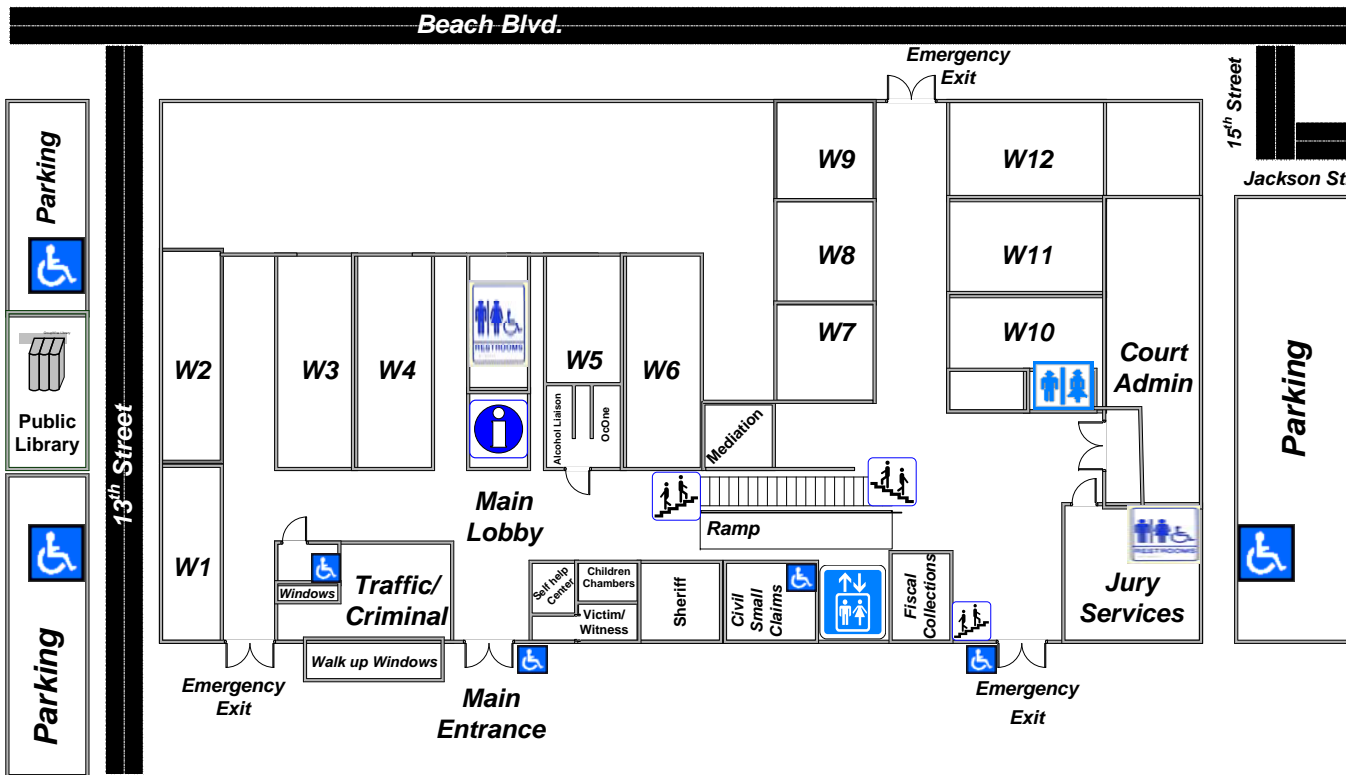 Beach Blvd.
Emergency
Exit
15th Street
Jackson St
Parking
W9
W12
W8
W11
W7
W10
W2
W3
W4
RESTROOMS
W5
W6
Court
Admin
Parking
Public
Library
13th Street
Alcohol Liaison
OcOne
Mediation
Main
Lobby
Ramp
RESTROOMS
W1
Windows
Traffic/
Criminal
Self help
Center
Children
Chambers
Victim/
Witness
Sheriff
Civil
Small
Claims
Fiscal
Collections
Jury
Services
Parking
Walk up Windows
Emergency
Exit
Main
Entrance
Emergency
Exit